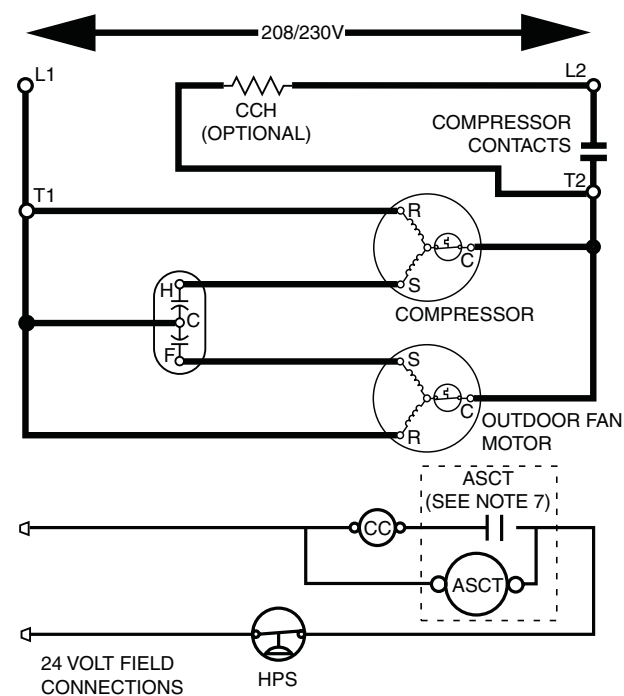 208/230V
L1
L2
CCH
(OPTIONAL)
COMPRESSOR
CONTACTS
T2
T1
R
C
S
COMPRESSOR
H
C
F
S
C
R
OUTDOOR FAN
MOTOR
ASCT
(SEE NOTE 7)
CC
ASCT
24 VOLT FIELD
CONNECTIONS
HPS